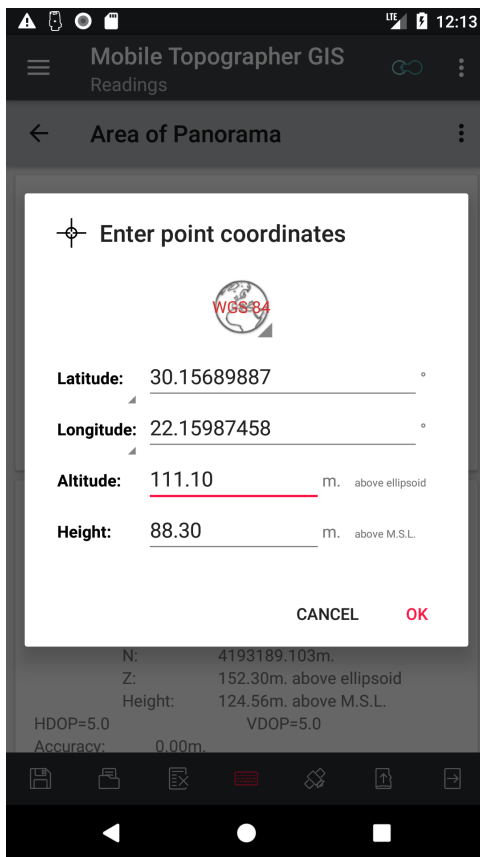 LTE 12:13
Mobile Topographer GIS
Readings
Area of Panorama
Enter point coordinates
WGS 84
Latitude: 30.15689887 °
Longitude: 22.15987458 °
Altitude: 111.10 m. above ellipsoid
Height: 88.30 m. above M.S.L.
CANCEL OK
N: 4193189.103m.
Z: 152.30m. above ellipsoid
Height: 124.56m. above M.S.L.
HDOP=5.0 VDOP=5.0
Accuracy: 0.00m.